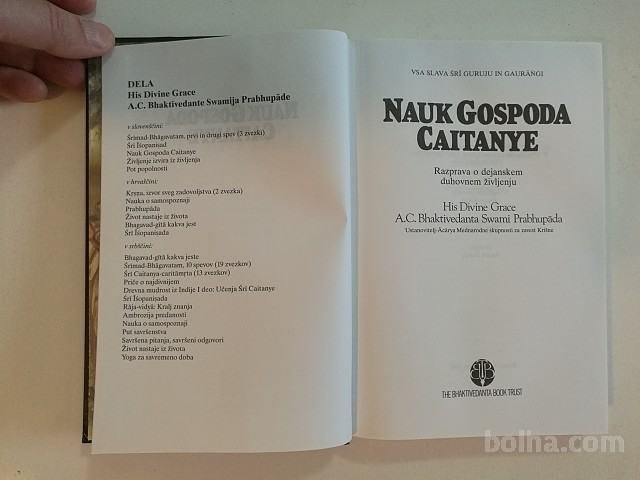 DELA
His Divine Grace
A.C. Bhaktivedante Swamija Prabhupāde
v slovenščini:
Śrīmad-Bhāgavatam, prvi in drugi spev (3 zvezki)
Śrī Īśopaniṣad
Nauk Gospoda Caitanye
Življenje izvira iz življenja
Pot popolnosti
v hrvaščini:
Kṛṣṇa, izvor sveg zadovoljstva (2 zvezka)
Nauka o samospoznaji
Prabhupāda
Život nastaje iz života
Bhagavad-gītā kakva jest
Śrī Īśopaniṣada
v srbščini:
Bhagavad-gītā kakva jeste
Śrīmad-Bhāgavatam, 10 spevov (19 zvezkov)
Śrī Caitanya-caritāmṛta (13 zvezkov)
Priče o najdivnijem
Drevna mudrost iz Indije I deo: Učenja Śrī Caitanye
Śrī Īśopaniṣada
Rāja-vidyā: Kralj znanja
Ambrozija predanosti
Nauka o samospoznaji
Put savršenstva
Savršena pitanja, savršeni odgovori
Život nastaje iz života
Yoga za savremeno doba
VSA SLAVA ŚRĪ GURUJU IN GAURĀṄGI
NAUK GOSPODA
CAITANYE
Razprava o dejanskem
duhovnem življenju
His Divine Grace
A.C. Bhaktivedanta Swami Prabhupāda
Ustanovitelj-Ācārya Mednarodne skupnosti za zavest Krišne
THE BHAKTIVEDANTA BOOK TRUST
bolha.com